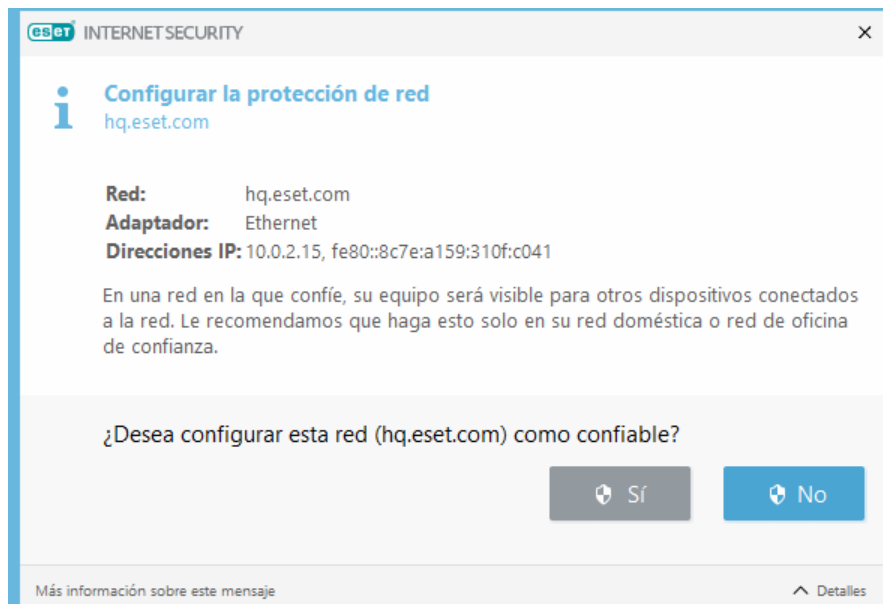 eset INTERNET SECURITY
Configurar la protección de red
hq.eset.com
Red: hq.eset.com
Adaptador: Ethernet
Direcciones IP: 10.0.2.15, fe80::8c7e:a159:310f:c041
En una red en la que confíe, su equipo será visible para otros dispositivos conectados
a la red. Le recomendamos que haga esto solo en su red doméstica o red de oficina
de confianza.
¿Desea configurar esta red (hq.eset.com) como confiable?
Sí
No
Más información sobre este mensaje
Detalles